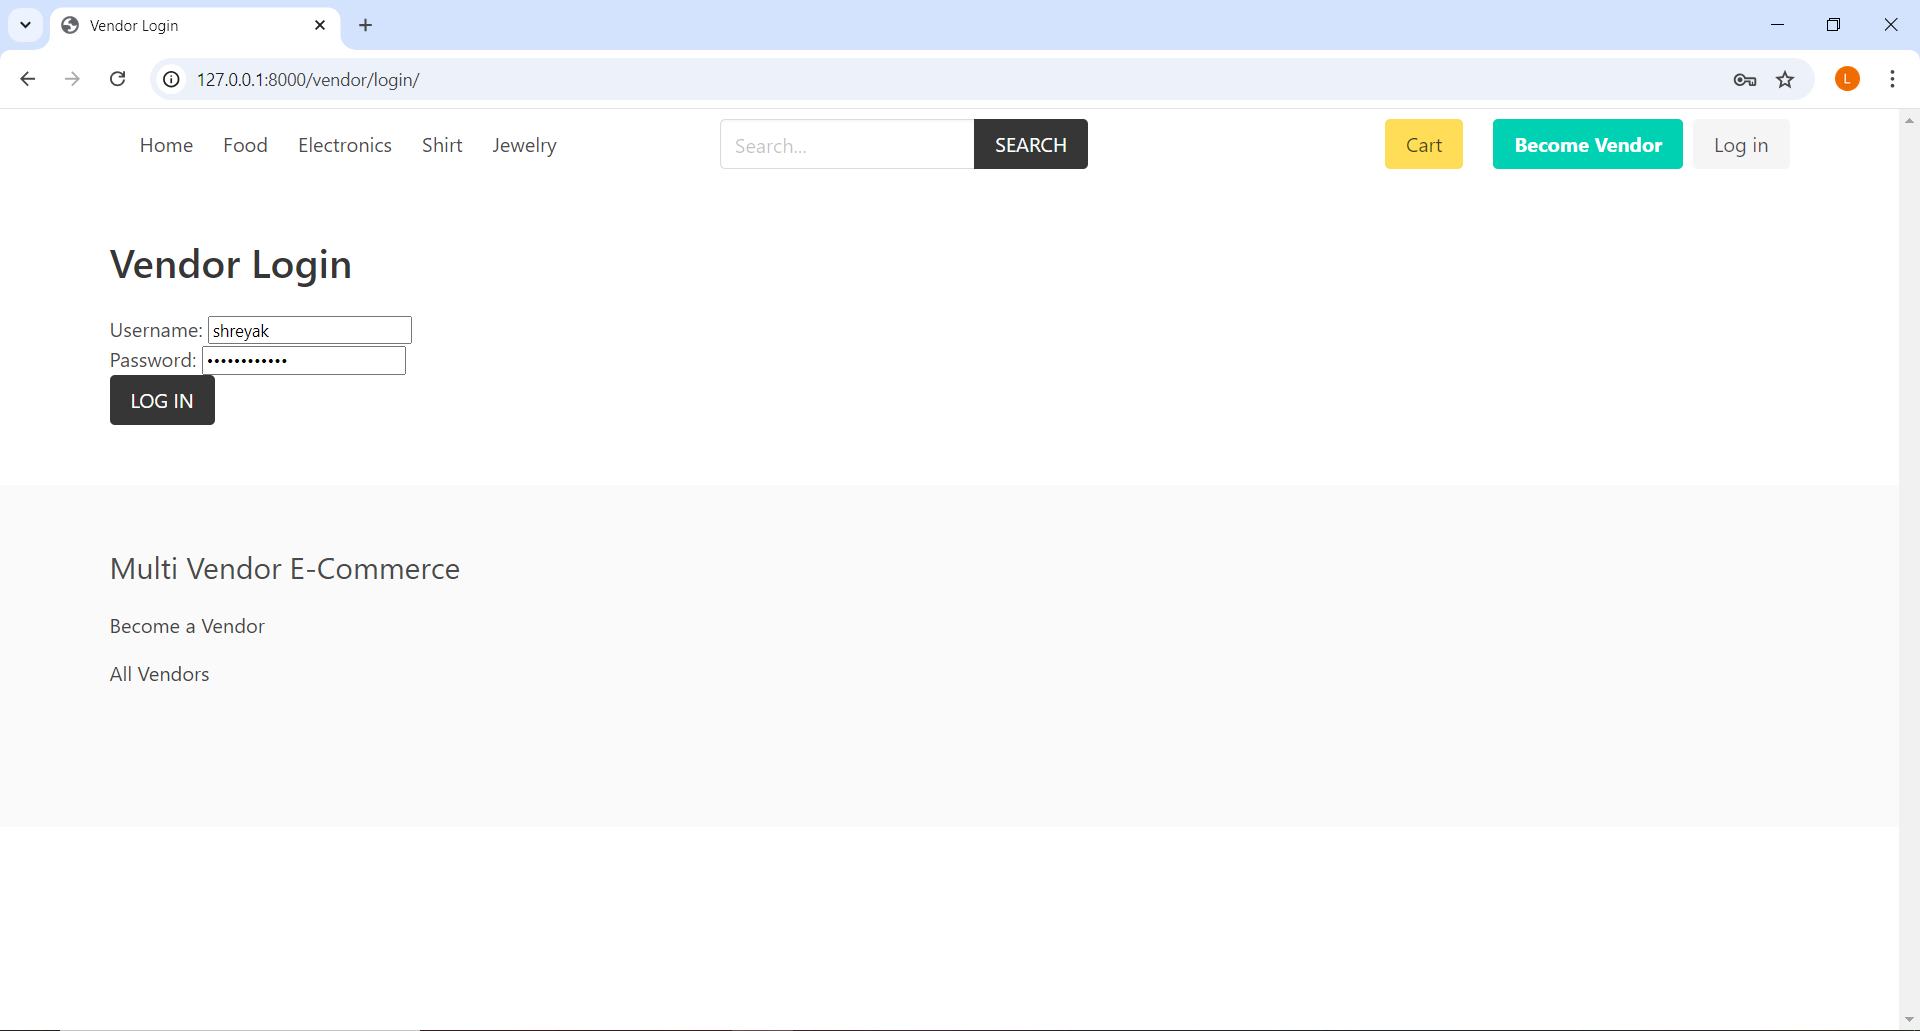 Vendor Login
127.0.0.1:8000/vendor/login/
L
Home Food Electronics Shirt Jewelry Search... SEARCH Cart Become Vendor Log in
Vendor Login
Username: shreyak
Password: ••••••••••••
LOG IN
Multi Vendor E-Commerce
Become a Vendor
All Vendors